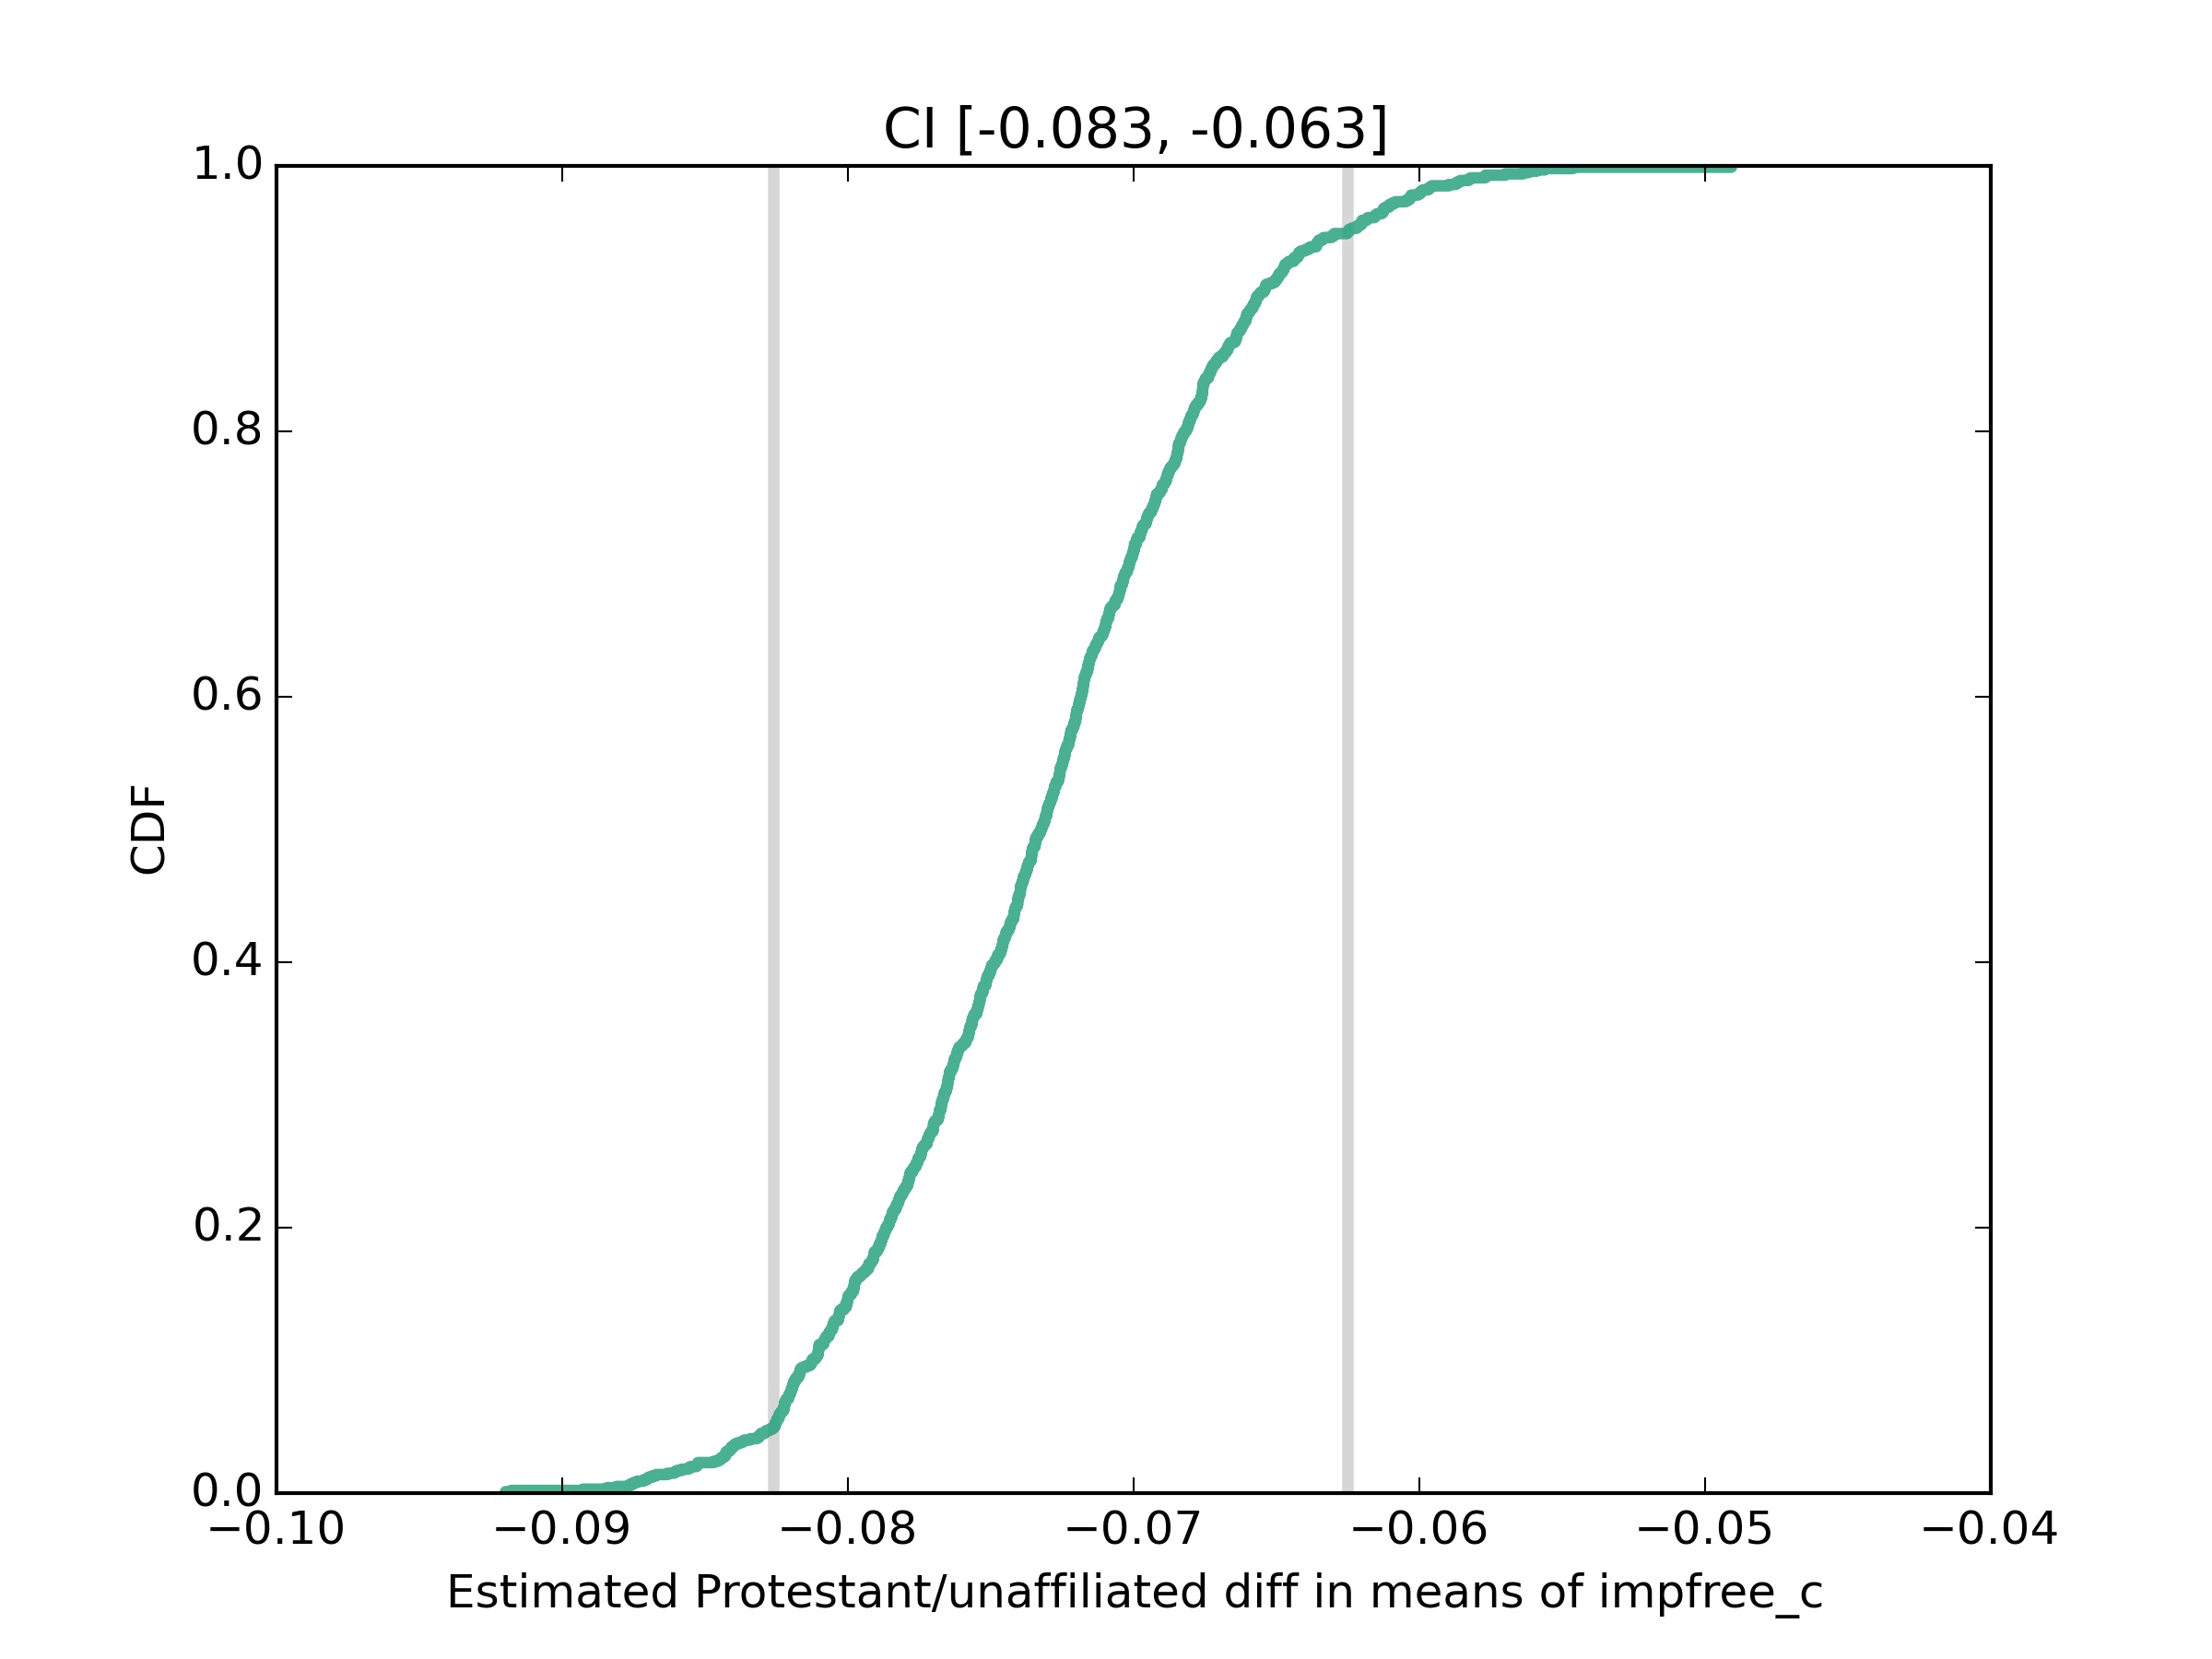 CI [-0.083, -0.063]
1.0
0.8
0.6
0.4
0.2
0.0
CDF
−0.10 −0.09 −0.08 −0.07 −0.06 −0.05 −0.04
Estimated Protestant/unaffiliated diff in means of impfree_c